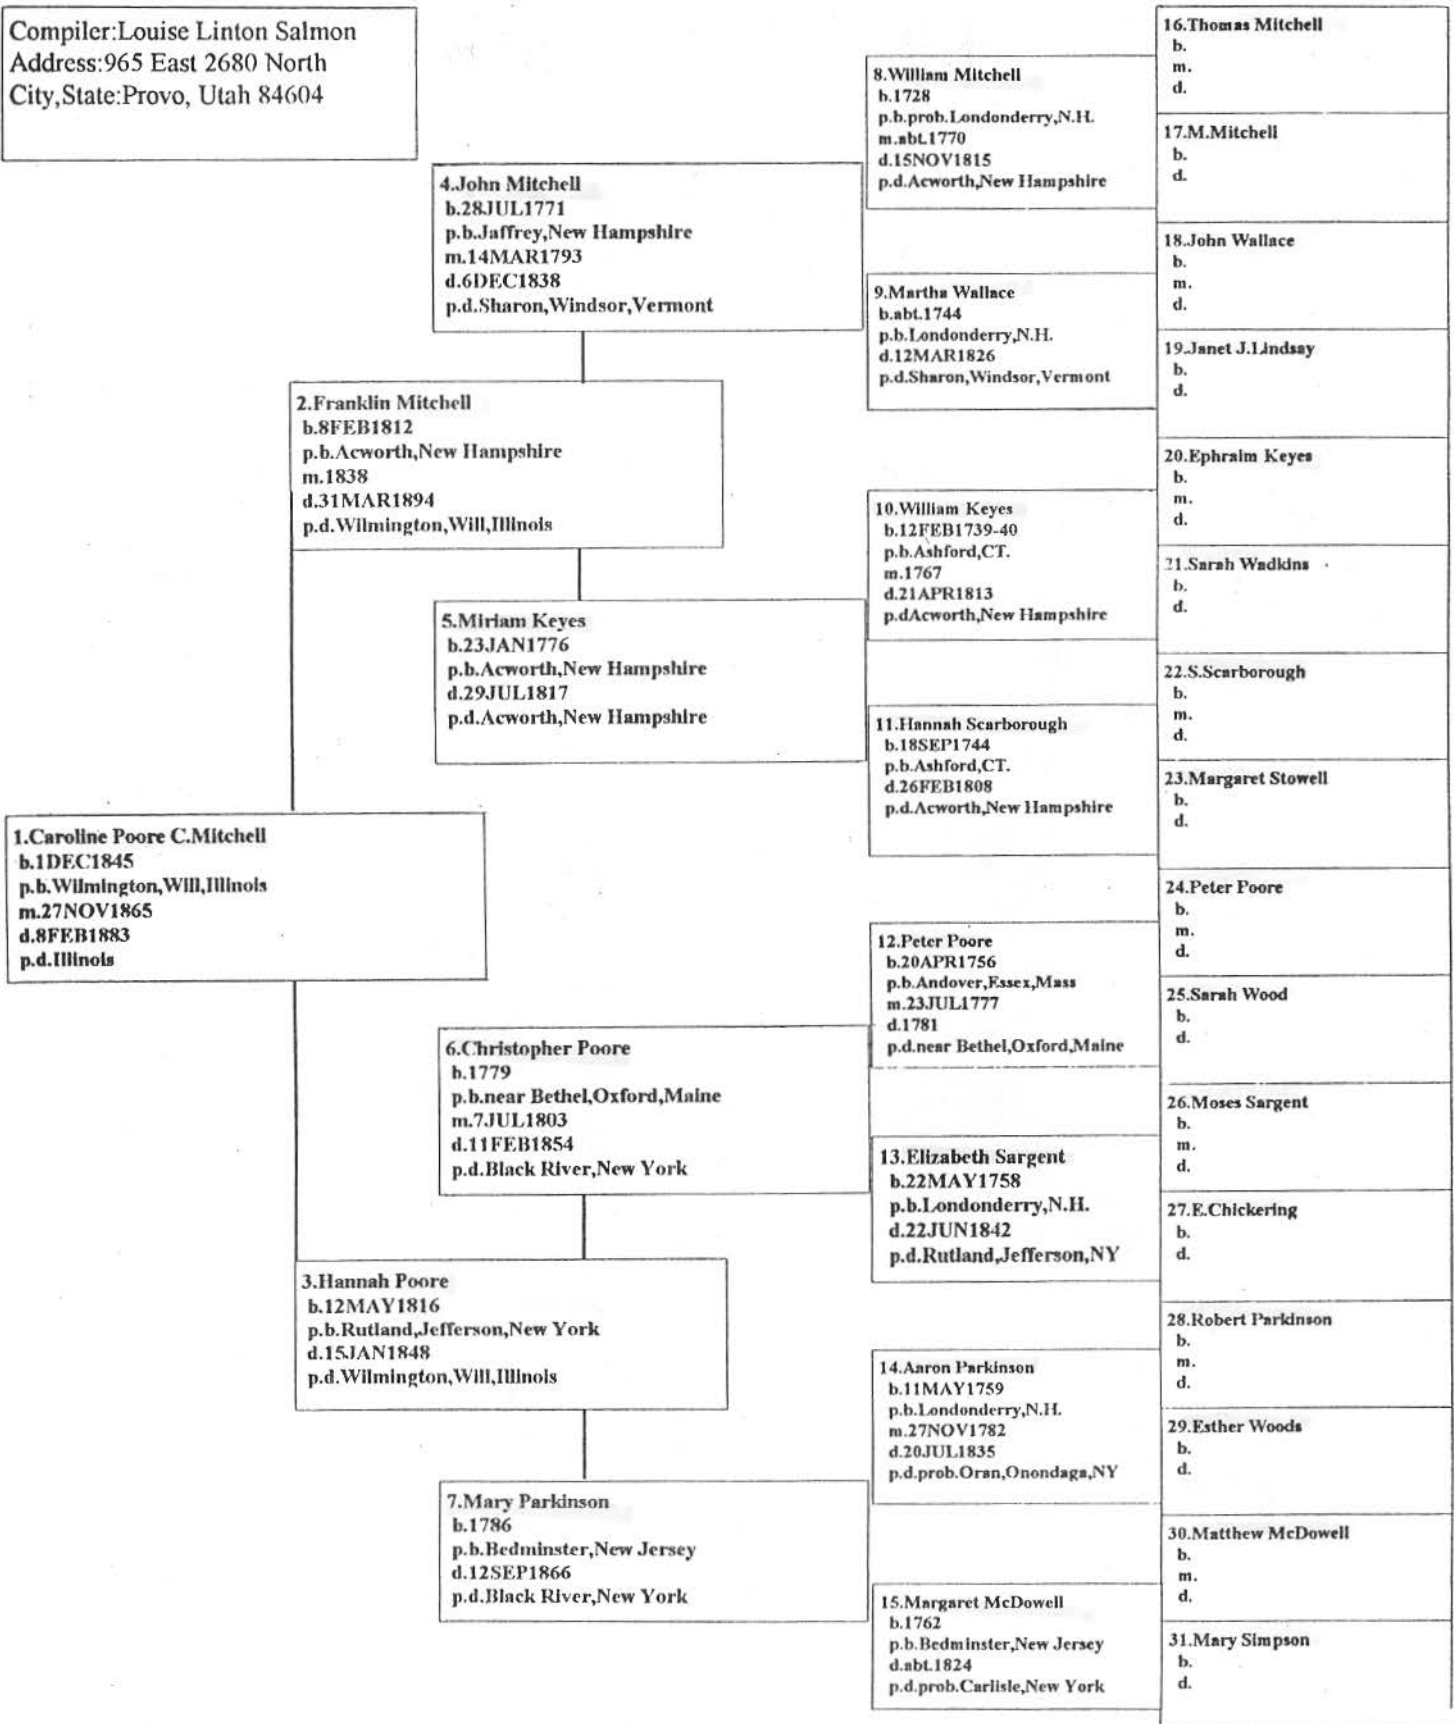 Compiler:Louise Linton Salmon
Address:965 East 2680 North
City,State:Provo, Utah 84604
1.Caroline Poore C.Mitchell
b.1DEC1845
p.b.Wilmington,Will,Illinois
m.27NOV1865
d.8FEB1883
p.d.Illinois
2.Franklin Mitchell
b.8FEB1812
p.b.Acworth,New Hampshire
m.1838
d.31MAR1894
p.d.Wilmington,Will,Illinois
3.Hannah Poore
b.12MAY1816
p.b.Rutland,Jefferson,New York
d.15JAN1848
p.d.Wilmington,Will,Illinois
4.John Mitchell
b.28JUL1771
p.b.Jaffrey,New Hampshire
m.14MAR1793
d.6DEC1838
p.d.Sharon,Windsor,Vermont
5.Miriam Keyes
b.23JAN1776
p.b.Acworth,New Hampshire
d.29JUL1817
p.d.Acworth,New Hampshire
6.Christopher Poore
b.1779
p.b.near Bethel,Oxford,Maine
m.7JUL1803
d.11FEB1854
p.d.Black River,New York
7.Mary Parkinson
b.1786
p.b.Bedminster,New Jersey
d.12SEP1866
p.d.Black River,New York
8.William Mitchell
b.1728
p.b.prob.Londonderry,N.H.
m.abt.1770
d.15NOV1815
p.d.Acworth,New Hampshire
9.Martha Wallace
b.abt.1744
p.b.Londonderry,N.H.
d.12MAR1826
p.d.Sharon,Windsor,Vermont
10.William Keyes
b.12FEB1739-40
p.b.Ashford,CT.
m.1767
d.21APR1813
p.dAcworth,New Hampshire
11.Hannah Scarborough
b.18SEP1744
p.b.Ashford,CT.
d.26FEB1808
p.d.Acworth,New Hampshire
12.Peter Poore
b.20APR1756
p.b.Andover,Essex,Mass
m.23JUL1777
d.1781
p.d.near Bethel,Oxford,Maine
13.Elizabeth Sargent
b.22MAY1758
p.b.Londonderry,N.H.
d.22JUN1842
p.d.Rutland,Jefferson,NY
14.Aaron Parkinson
b.11MAY1759
p.b.Londonderry,N.H.
m.27NOV1782
d.20JUL1835
p.d.prob.Oran,Onondaga,NY
15.Margaret McDowell
b.1762
p.b.Bedminster,New Jersey
d.abt.1824
p.d.prob.Carlisle,New York
16.Thomas Mitchell
b.
m.
d.
17.M.Mitchell
b.
d.
18.John Wallace
b.
m.
d.
19.Janet J.Lindsay
b.
d.
20.Ephraim Keyes
b.
m.
d.
21.Sarah Wadkins
b.
d.
22.S.Scarborough
b.
m.
d.
23.Margaret Stowell
b.
d.
24.Peter Poore
b.
m.
d.
25.Sarah Wood
b.
d.
26.Moses Sargent
b.
m.
d.
27.E.Chickering
b.
d.
28.Robert Parkinson
b.
m.
d.
29.Esther Woods
b.
d.
30.Matthew McDowell
b.
m.
d.
31.Mary Simpson
b.
d.